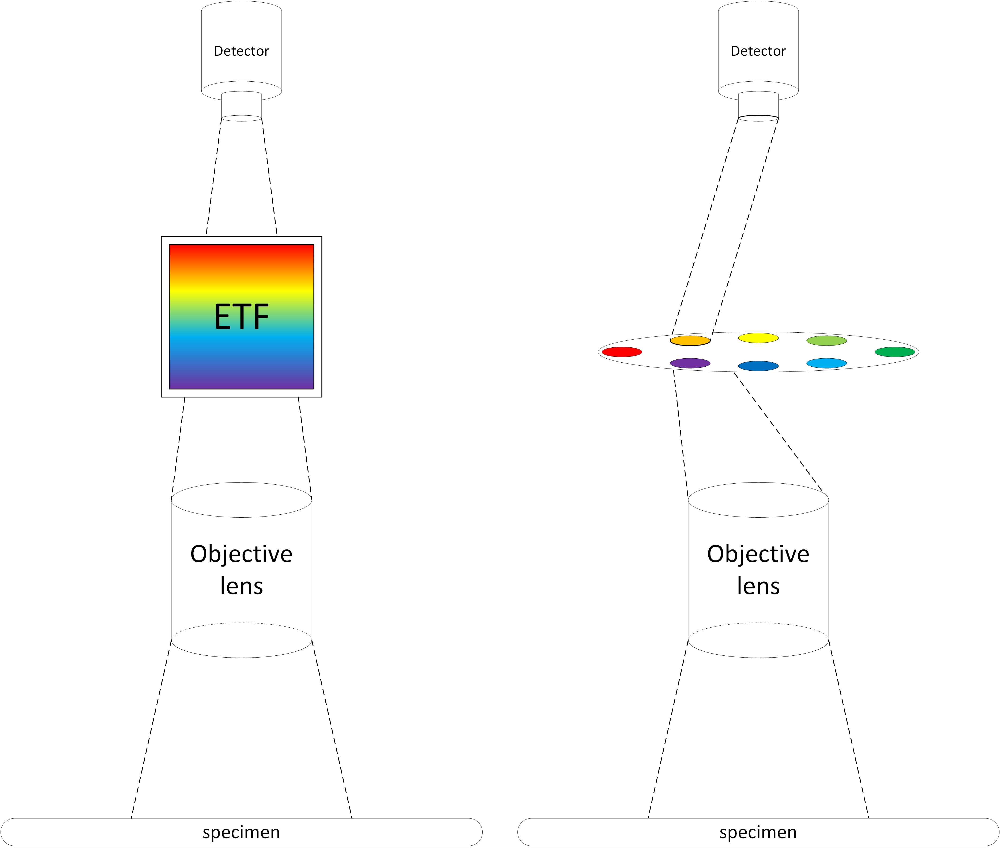 Detector
ETF
Objective
lens
specimen
Detector
Objective
lens
specimen